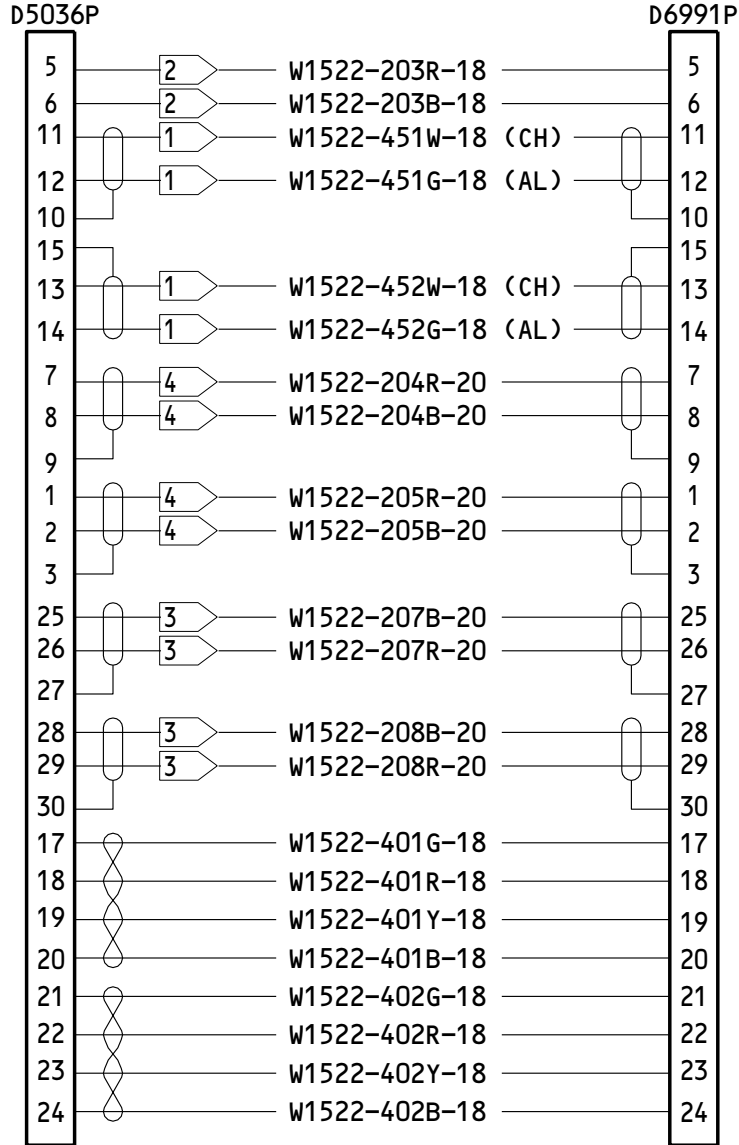 D5036P D6991P
5 2 W1522-203R-18 5
6 2 W1522-203B-18 6
11 1 W1522-451W-18 (CH) 11
12 1 W1522-451G-18 (AL) 12
10 10
15 15
13 1 W1522-452W-18 (CH) 13
14 1 W1522-452G-18 (AL) 14
7 4 W1522-204R-20 7
8 4 W1522-204B-20 8
9 9
1 4 W1522-205R-20 1
2 4 W1522-205B-20 2
3 3
25 3 W1522-207B-20 25
26 3 W1522-207R-20 26
27 27
28 3 W1522-208B-20 28
29 3 W1522-208R-20 29
30 30
17 W1522-401G-18 17
18 W1522-401R-18 18
19 W1522-401Y-18 19
20 W1522-401B-18 20
21 W1522-402G-18 21
22 W1522-402R-18 22
23 W1522-402Y-18 23
24 W1522-402B-18 24